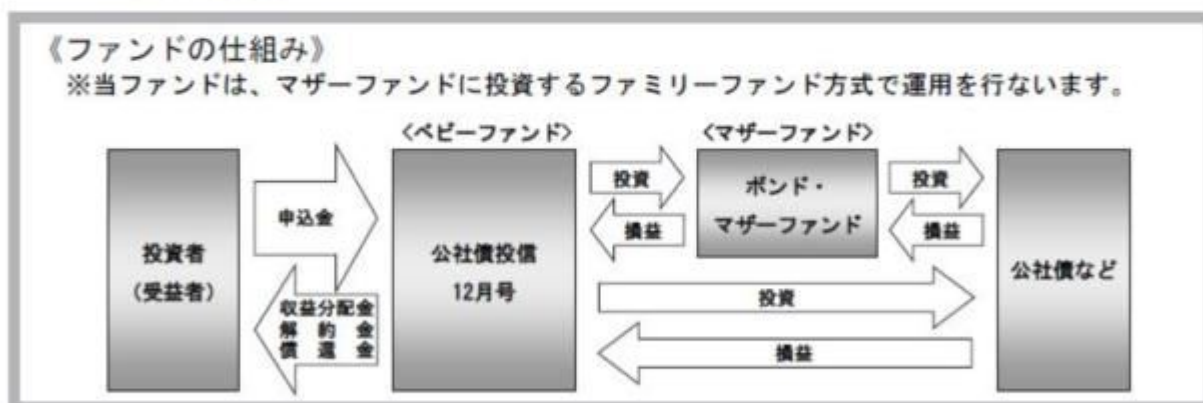 《ファンドの仕組み》
※当ファンドは、マザーファンドに投資するファミリーファンド方式で運用を行ないます。
〈ベビーファンド〉
〈マザーファンド〉
投資者
（受益者）
申込金
収益分配金
解約金
償還金
公社債投信
12月号
投資
損益
ボンド・
マザーファンド
投資
損益
投資
損益
公社債など